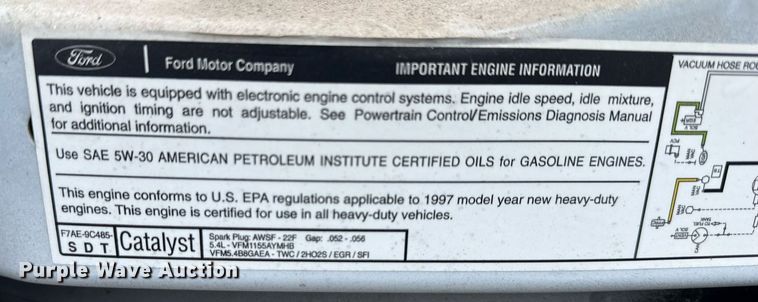 Ford
Ford Motor Company
IMPORTANT ENGINE INFORMATION
This vehicle is equipped with electronic engine control systems. Engine idle speed, idle mixture,
and ignition timing are not adjustable. See Powertrain Control/Emissions Diagnosis Manual
for additional information.
Use SAE 5W-30 AMERICAN PETROLEUM INSTITUTE CERTIFIED OILS for GASOLINE ENGINES.
This engine conforms to U.S. EPA regulations applicable to 1997 model year new heavy-duty
engines. This engine is certified for use in all heavy-duty vehicles.
F7AE-9C485-
S D T
Catalyst
Spark Plug: AWSF - 22F Gap: .052 - .056
5.4L - VFM1155AYMHB
VFM5.4B8GAEA - TWC / 2HO2S / EGR / SFI
VACUUM HOSE ROU
Purple Wave Auction